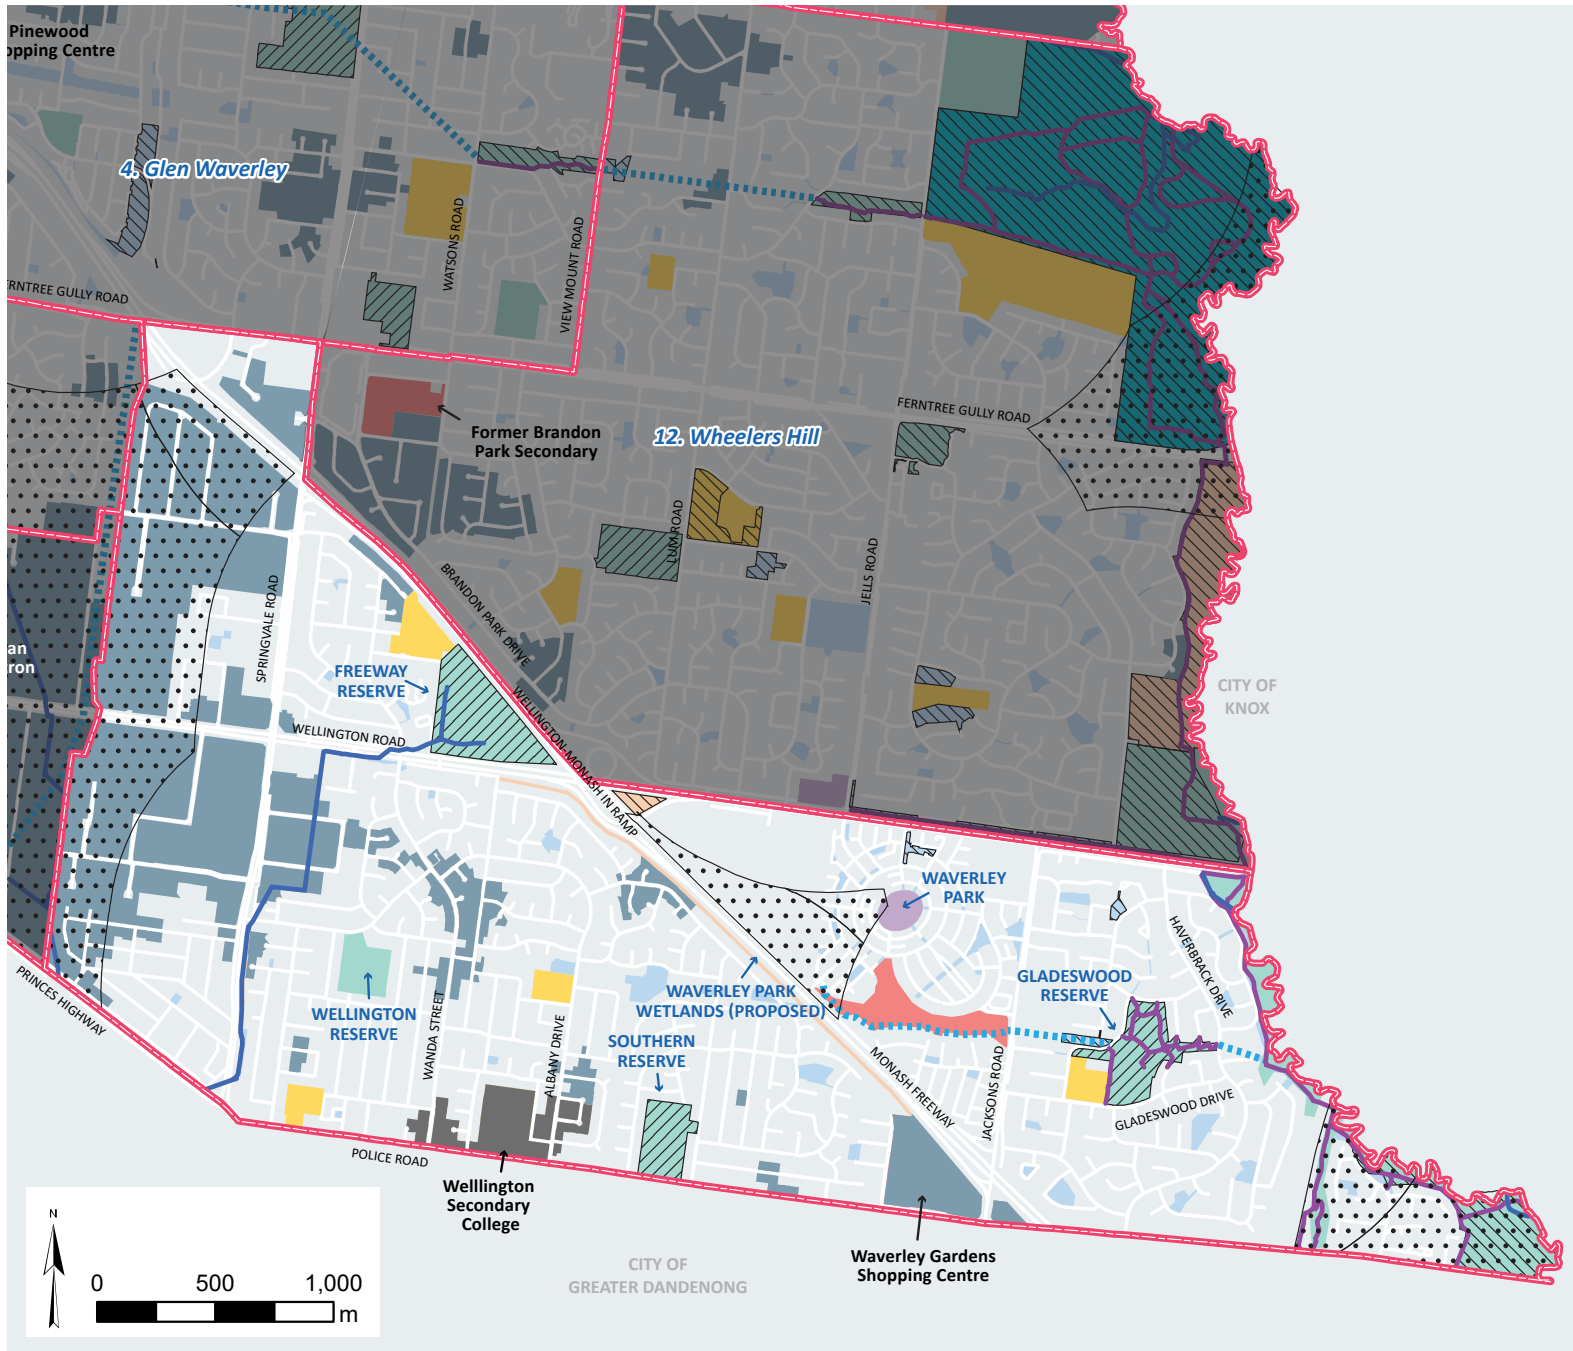 Pinewood
opping Centre
4. Glen Waverley
WATSONS ROAD
VIEW MOUNT ROAD
ERNTREE GULLY ROAD
FERNTREE GULLY ROAD
Former Brandon
Park Secondary
12. Wheelers Hill
LUM ROAD
JELLS ROAD
BRANDON PARK DRIVE
SPRINGVALE ROAD
an
ron
FREEWAY
RESERVE
WELLINGTON ROAD
WELLINGTON-MONASH IN RAMP
CITY OF
KNOX
WAVERLEY
PARK
HAVERBRACK DRIVE
GLADESWOOD
RESERVE
WAVERLEY PARK
WETLANDS (PROPOSED)
PRINCES HIGHWAY
WELLINGTON
RESERVE
WANDA STREET
ALBANY DRIVE
SOUTHERN
RESERVE
MONASH FREEWAY
JACKSONS ROAD
GLADESWOOD DRIVE
POLICE ROAD
Welllington
Secondary
College
Waverley Gardens
Shopping Centre
CITY OF
GREATER DANDENONG
N
0 500 1,000
m